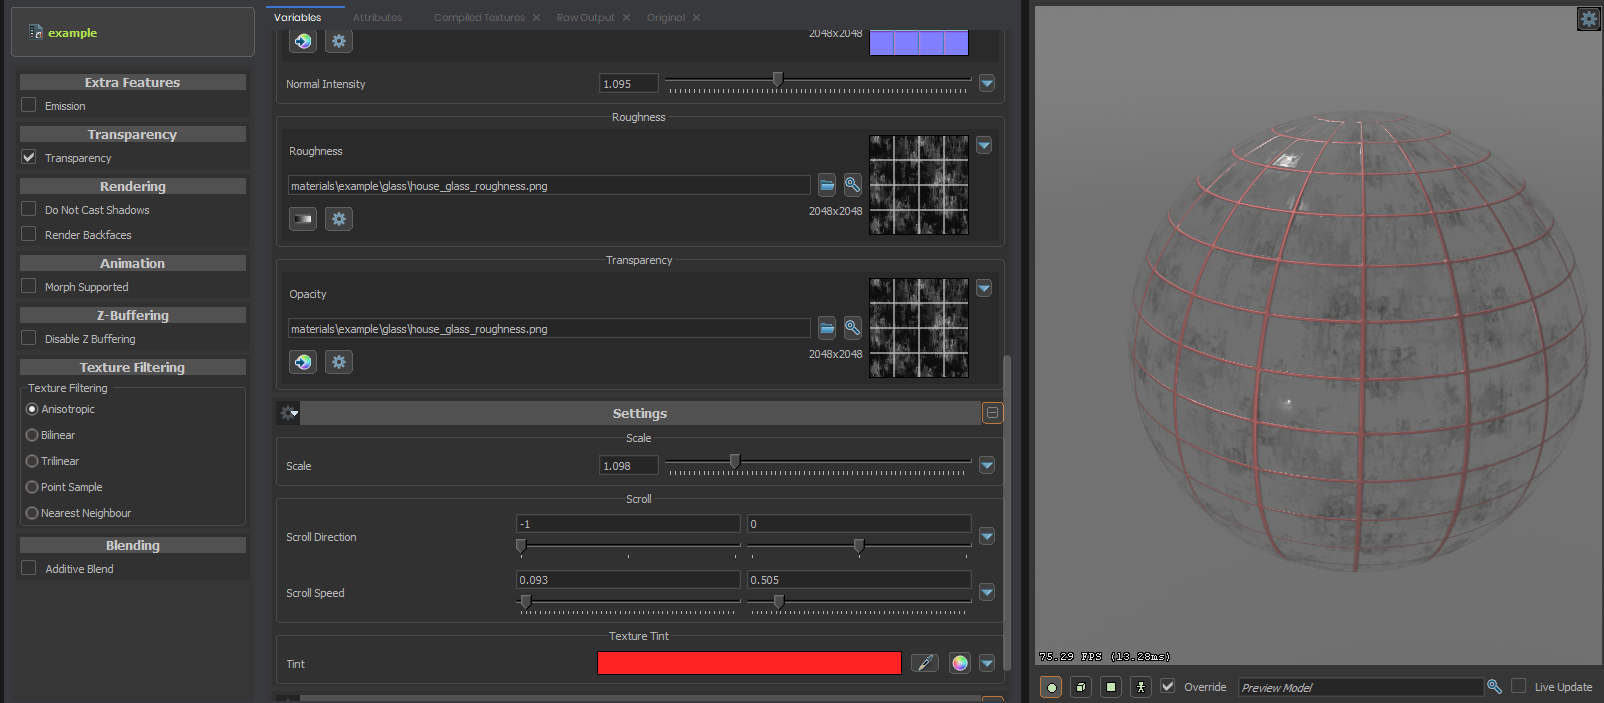 example
Extra Features
Emission
Transparency
Transparency
Rendering
Do Not Cast Shadows
Render Backfaces
Animation
Morph Supported
Z-Buffering
Disable Z Buffering
Texture Filtering
Texture Filtering
Anisotropic
Bilinear
Trilinear
Point Sample
Nearest Neighbour
Blending
Additive Blend
Variables Attributes Compiled Textures Raw Output Original
2048x2048
Normal Intensity 1.095
Roughness
Roughness
materials\example\glass\house_glass_roughness.png
2048x2048
Transparency
Opacity
materials\example\glass\house_glass_roughness.png
2048x2048
Settings
Scale
Scale 1.098
Scroll
Scroll Direction -1 0
Scroll Speed 0.093 0.505
Texture Tint
Tint
75.29 FPS (13.28ms)
Override Preview Model Live Update